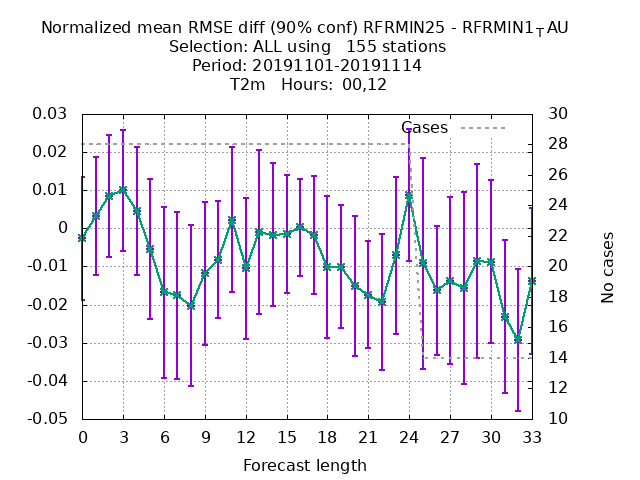 Normalized mean RMSE diff (90% conf) RFRMIN25 - RFRMIN1_TAU
Selection: ALL using   155 stations
Period: 20191101-20191114
T2m   Hours: 00,12
Cases
0.03
0.02
0.01
0
-0.01
-0.02
-0.03
-0.04
-0.05
30
28
26
24
22
20
18
16
14
12
10
No cases
0 3 6 9 12 15 18 21 24 27 30 33
Forecast length